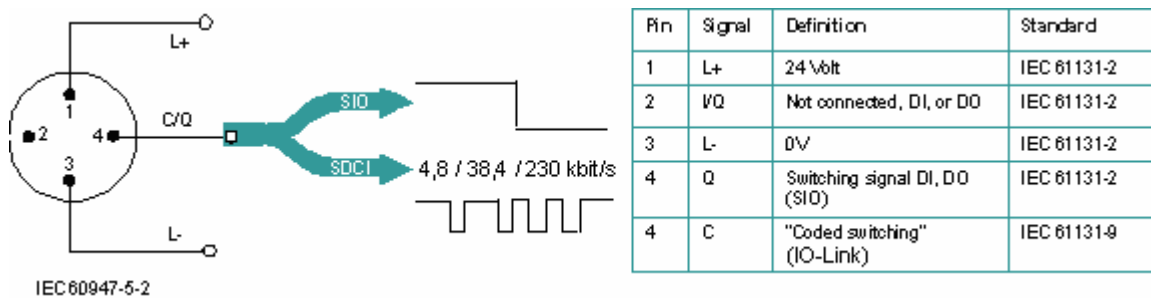 L+
1
C/Q
2
4
3
L-
IEC60947-5-2
SIO
SDCI
4,8 / 38,4 / 230 kbit/s
Pin Signal Definition Standard
1 L+ 24 Volt IEC 61131-2
2 I/Q Not connected, DI, or DO IEC 61131-2
3 L- 0V IEC 61131-2
4 Q Switching signal DI, DO IEC 61131-2
(SIO)
4 C "Coded switching" IEC 61131-9
(IO-Link)